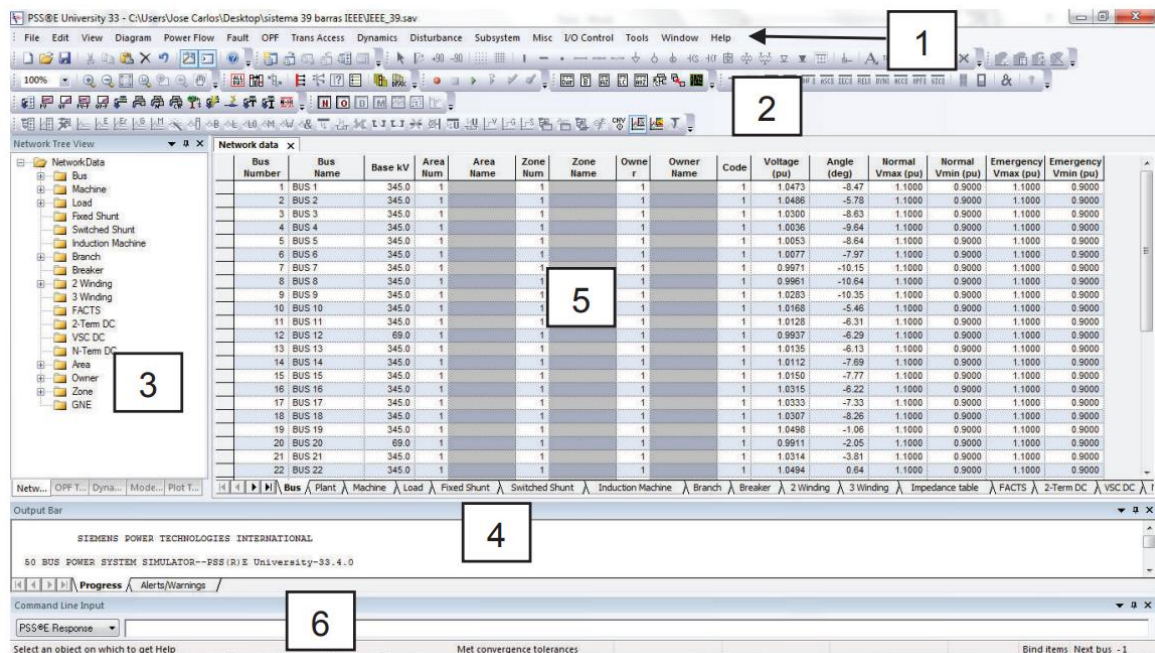 PSS®E University 33 - C:\Users\Jose Carlos\Desktop\sistema 39 barras IEEE\IEEE_39.sav
File Edit View Diagram Power Flow Fault OPF Trans Access Dynamics Disturbance Subsystem Misc I/O Control Tools Window Help
1
100%
2
Network Tree View
Network data
NetworkData
Bus
Machine
Load
Fixed Shunt
Switched Shunt
Induction Machine
Branch
Breaker
2 Winding
3 Winding
FACTS
2-Term DC
VSC DC
N-Term DC
Area
Owner
Zone
GNE
3
Netw... OPF T... Dyna... Mode... Plot T...
Bus Number Bus Name Base kV Area Num Area Name Zone Num Zone Name Owner Owner Name Code Voltage (pu) Angle (deg) Normal Vmax (pu) Normal Vmin (pu) Emergency Vmax (pu) Emergency Vmin (pu)
1 BUS 1 345.0 1 1 1 1 1.0473 -8.47 1.1000 0.9000 1.1000 0.9000
2 BUS 2 345.0 1 1 1 1 1.0486 -5.78 1.1000 0.9000 1.1000 0.9000
3 BUS 3 345.0 1 1 1 1 1.0300 -8.63 1.1000 0.9000 1.1000 0.9000
4 BUS 4 345.0 1 1 1 1 1.0036 -9.64 1.1000 0.9000 1.1000 0.9000
5 BUS 5 345.0 1 1 1 1 1.0053 -8.64 1.1000 0.9000 1.1000 0.9000
6 BUS 6 345.0 1 1 1 1 1.0077 -7.97 1.1000 0.9000 1.1000 0.9000
7 BUS 7 345.0 1 1 1 1 0.9971 -10.15 1.1000 0.9000 1.1000 0.9000
8 BUS 8 345.0 1 1 1 1 0.9961 -10.64 1.1000 0.9000 1.1000 0.9000
9 BUS 9 345.0 1 1 1 1 1.0283 -10.35 1.1000 0.9000 1.1000 0.9000
10 BUS 10 345.0 1 1 1 1 1.0168 -5.46 1.1000 0.9000 1.1000 0.9000
11 BUS 11 345.0 1 1 1 1 1.0128 -6.31 1.1000 0.9000 1.1000 0.9000
12 BUS 12 69.0 1 1 1 1 0.9937 -6.29 1.1000 0.9000 1.1000 0.9000
13 BUS 13 345.0 1 1 1 1 1.0135 -6.13 1.1000 0.9000 1.1000 0.9000
14 BUS 14 345.0 1 1 1 1 1.0112 -7.69 1.1000 0.9000 1.1000 0.9000
15 BUS 15 345.0 1 1 1 1 1.0150 -7.77 1.1000 0.9000 1.1000 0.9000
16 BUS 16 345.0 1 1 1 1 1.0315 -6.22 1.1000 0.9000 1.1000 0.9000
17 BUS 17 345.0 1 1 1 1 1.0333 -7.33 1.1000 0.9000 1.1000 0.9000
18 BUS 18 345.0 1 1 1 1 1.0307 -8.26 1.1000 0.9000 1.1000 0.9000
19 BUS 19 345.0 1 1 1 1 1.0498 -1.06 1.1000 0.9000 1.1000 0.9000
20 BUS 20 69.0 1 1 1 1 0.9911 -2.05 1.1000 0.9000 1.1000 0.9000
21 BUS 21 345.0 1 1 1 1 1.0314 -3.81 1.1000 0.9000 1.1000 0.9000
22 BUS 22 345.0 1 1 1 1 1.0494 0.64 1.1000 0.9000 1.1000 0.9000
5
Bus Plant Machine Load Fixed Shunt Switched Shunt Induction Machine Branch Breaker 2 Winding 3 Winding Impedance table FACTS 2-Term DC VSC DC
Output Bar
4
SIEMENS POWER TECHNOLOGIES INTERNATIONAL
50 BUS POWER SYSTEM SIMULATOR--PSS(R)E University-33.4.0
Progress Alerts/Warnings
Command Line Input
6
PSS®E Response
Select an object on which to get Help Met convergence tolerances Bind items Next bus - 1